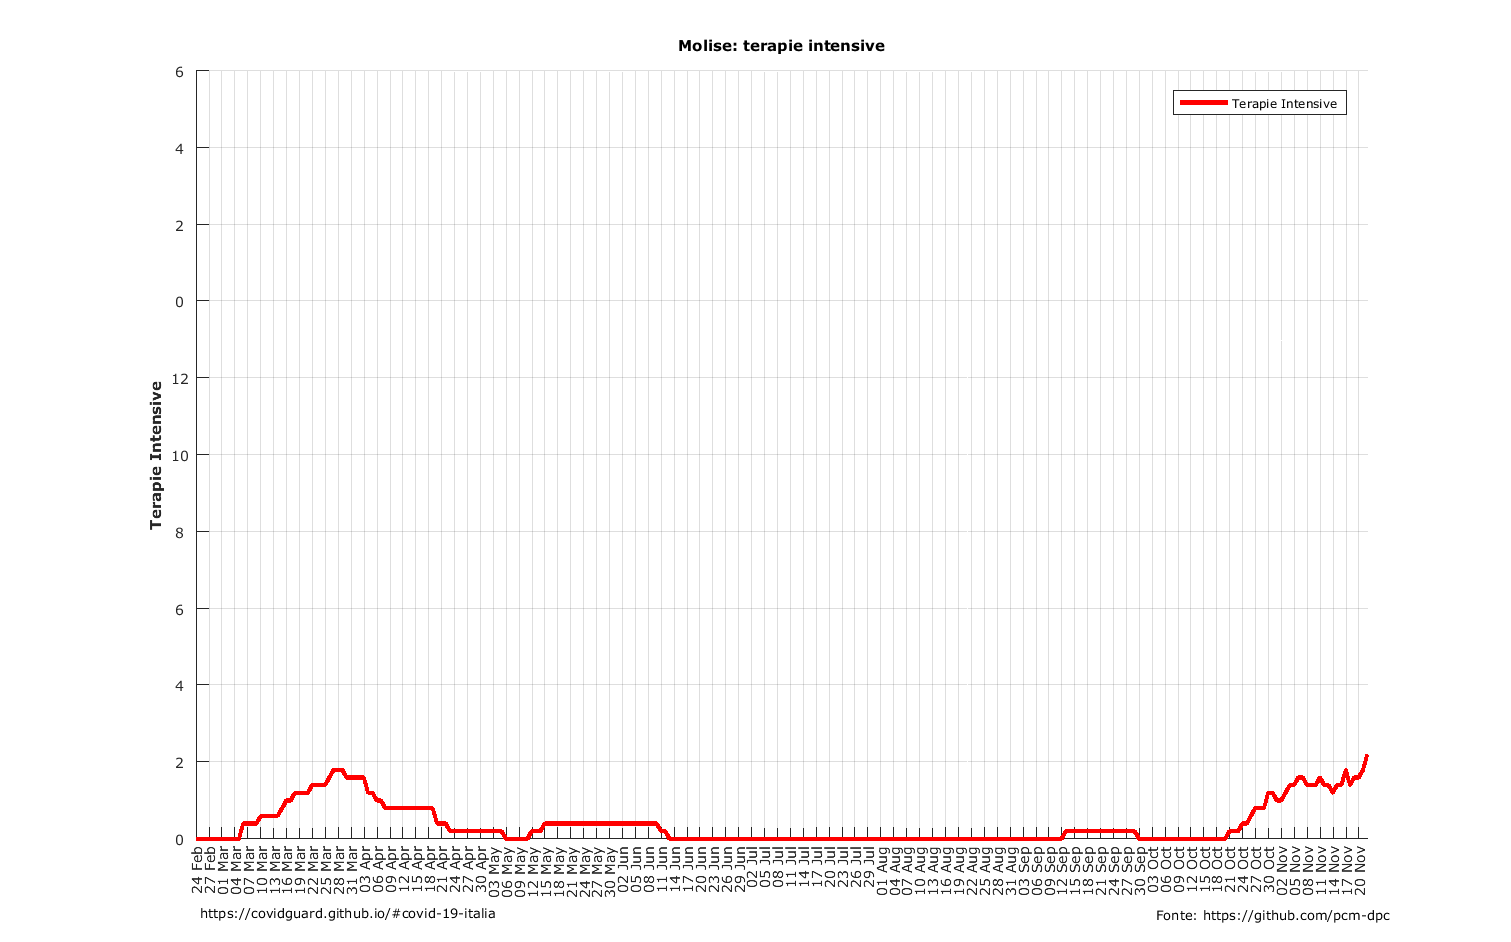 Molise: terapie intensive
6
4
2
0
12
10
8
6
4
2
0
Terapie Intensive
Terapie Intensive
24 Feb
27 Feb
01 Mar
04 Mar
07 Mar
10 Mar
13 Mar
16 Mar
19 Mar
22 Mar
25 Mar
28 Mar
31 Mar
03 Apr
06 Apr
09 Apr
12 Apr
15 Apr
18 Apr
21 Apr
24 Apr
27 Apr
30 Apr
03 May
06 May
09 May
12 May
15 May
18 May
21 May
24 May
27 May
30 May
02 Jun
05 Jun
08 Jun
11 Jun
14 Jun
17 Jun
20 Jun
23 Jun
26 Jun
29 Jun
02 Jul
05 Jul
08 Jul
11 Jul
14 Jul
17 Jul
20 Jul
23 Jul
26 Jul
29 Jul
01 Aug
04 Aug
07 Aug
10 Aug
13 Aug
16 Aug
19 Aug
22 Aug
25 Aug
28 Aug
31 Aug
03 Sep
06 Sep
09 Sep
12 Sep
15 Sep
18 Sep
21 Sep
24 Sep
27 Sep
30 Sep
03 Oct
06 Oct
09 Oct
12 Oct
15 Oct
18 Oct
21 Oct
24 Oct
27 Oct
30 Oct
02 Nov
05 Nov
08 Nov
11 Nov
14 Nov
17 Nov
20 Nov
https://covidguard.github.io/#covid-19-italia
Fonte: https://github.com/pcm-dpc